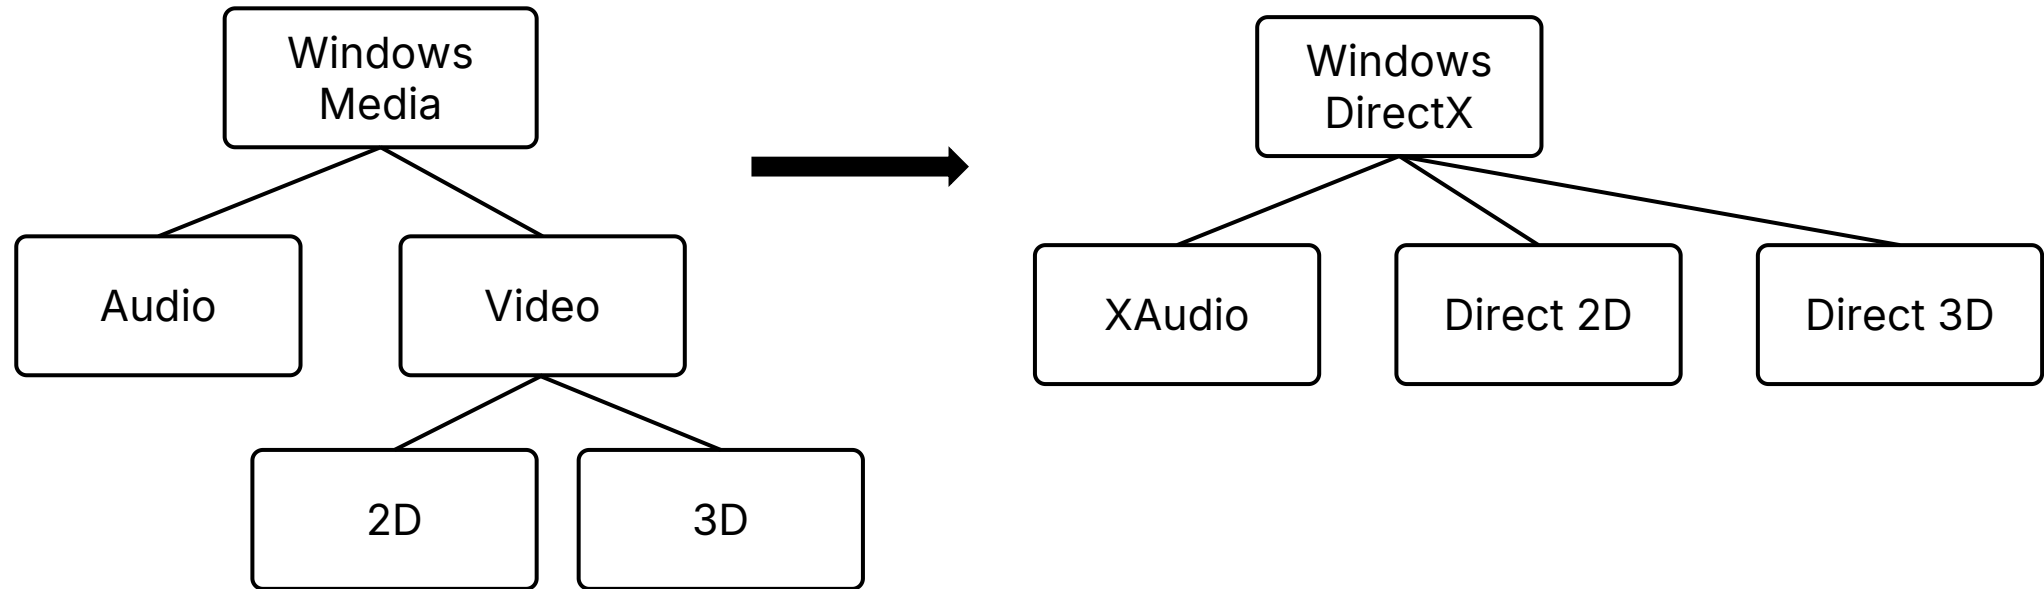 Windows
Media
Audio
Video
2D
3D
Windows
DirectX
XAudio
Direct 2D
Direct 3D